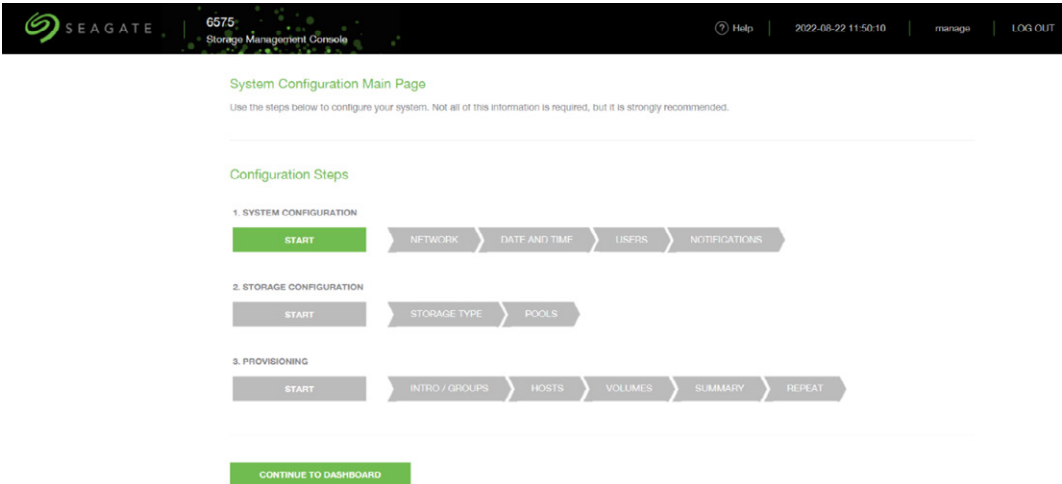 SEAGATE
6575
Storage Management Console
Help
2022-08-22 11:50:10
manage
LOG OUT
System Configuration Main Page
Use the steps below to configure your system. Not all of this information is required, but it is strongly recommended.
Configuration Steps
1. SYSTEM CONFIGURATION
START NETWORK DATE AND TIME USERS NOTIFICATIONS
2. STORAGE CONFIGURATION
START STORAGE TYPE POOLS
3. PROVISIONING
START INTRO / GROUPS HOSTS VOLUMES SUMMARY REPEAT
CONTINUE TO DASHBOARD